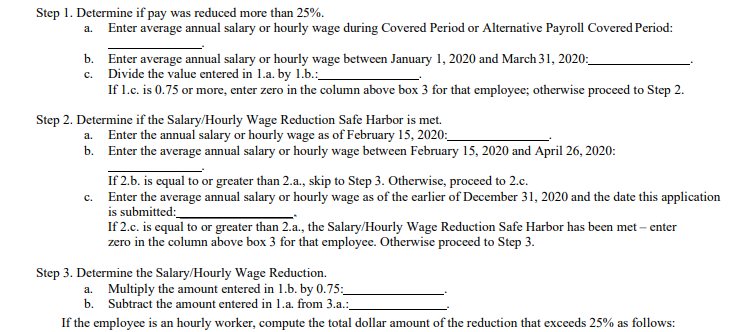 Step 1. Determine if pay was reduced more than 25%.
a. Enter average annual salary or hourly wage during Covered Period or Alternative Payroll Covered Period:
____________.
b. Enter average annual salary or hourly wage between January 1, 2020 and March 31, 2020:____________.
c. Divide the value entered in 1.a. by 1.b.:____________.
If 1.c. is 0.75 or more, enter zero in the column above box 3 for that employee; otherwise proceed to Step 2.
Step 2. Determine if the Salary/Hourly Wage Reduction Safe Harbor is met.
a. Enter the annual salary or hourly wage as of February 15, 2020:____________.
b. Enter the average annual salary or hourly wage between February 15, 2020 and April 26, 2020:
____________.
If 2.b. is equal to or greater than 2.a., skip to Step 3. Otherwise, proceed to 2.c.
c. Enter the average annual salary or hourly wage as of the earlier of December 31, 2020 and the date this application
is submitted:____________.
If 2.c. is equal to or greater than 2.a., the Salary/Hourly Wage Reduction Safe Harbor has been met – enter
zero in the column above box 3 for that employee. Otherwise proceed to Step 3.
Step 3. Determine the Salary/Hourly Wage Reduction.
a. Multiply the amount entered in 1.b. by 0.75:____________.
b. Subtract the amount entered in 1.a. from 3.a.:____________.
If the employee is an hourly worker, compute the total dollar amount of the reduction that exceeds 25% as follows: